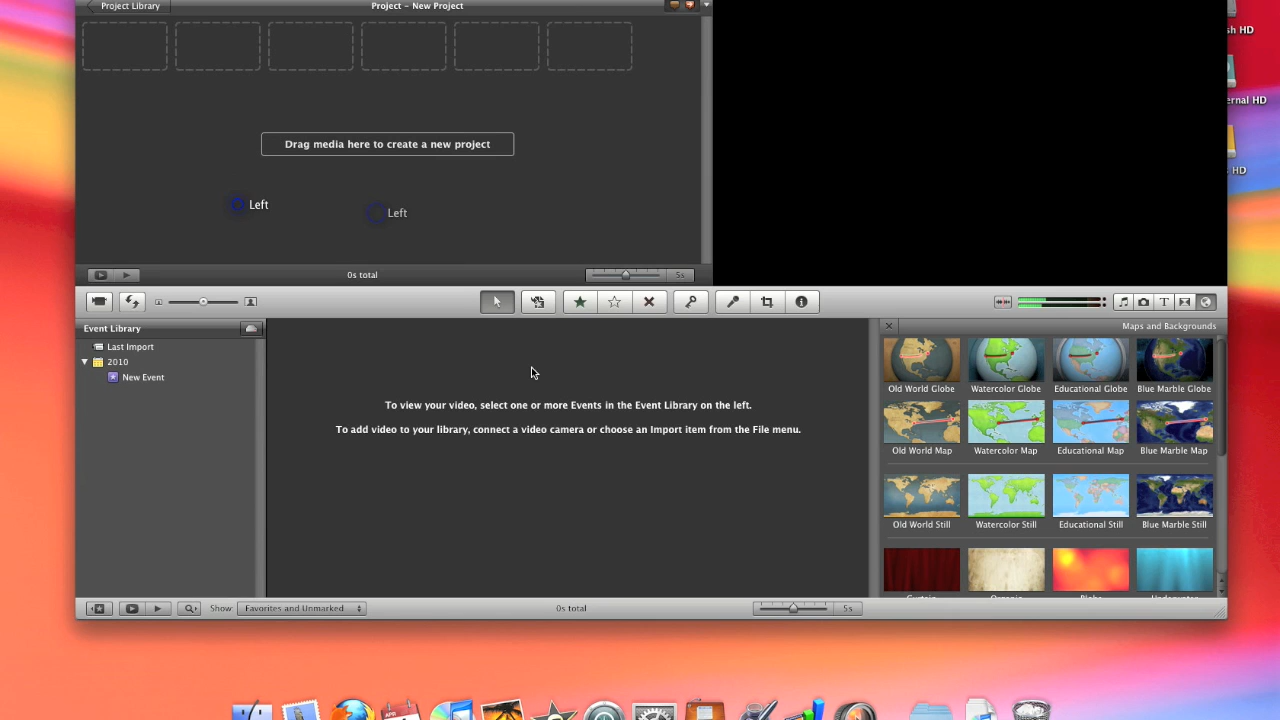 Project Library
Project – New Project
Drag media here to create a new project
Left
Left
0s total
5s
Event Library
Last Import
2010
New Event
To view your video, select one or more Events in the Event Library on the left.
To add video to your library, connect a video camera or choose an Import item from the File menu.
Maps and Backgrounds
Old World Globe
Watercolor Globe
Educational Globe
Blue Marble Globe
Old World Map
Watercolor Map
Educational Map
Blue Marble Map
Old World Still
Watercolor Still
Educational Still
Blue Marble Still
Show:
Favorites and Unmarked
0s total
5s
HD
HD
HD
APR